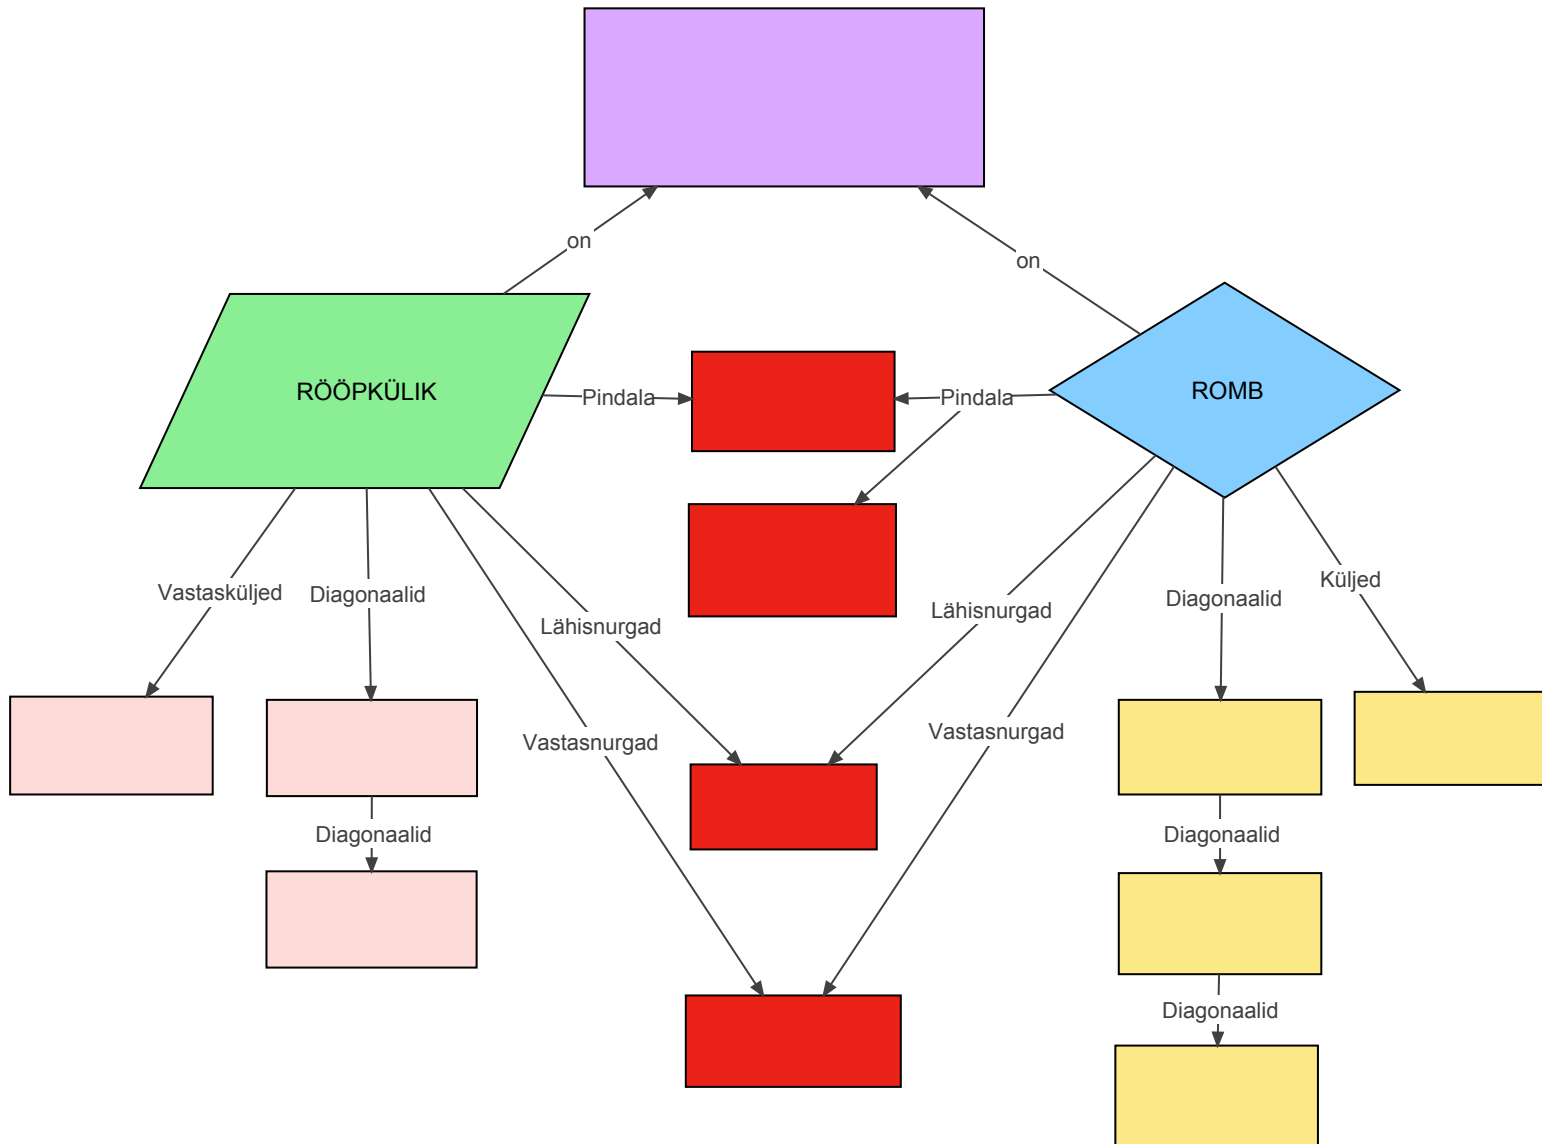 on
on
RÖÖPKÜLIK
Pindala
Pindala
ROMB
Vastasküljed
Diagonaalid
Lähisnurgad
Lähisnurgad
Diagonaalid
Küljed
Vastasnurgad
Vastasnurgad
Diagonaalid
Diagonaalid
Diagonaalid